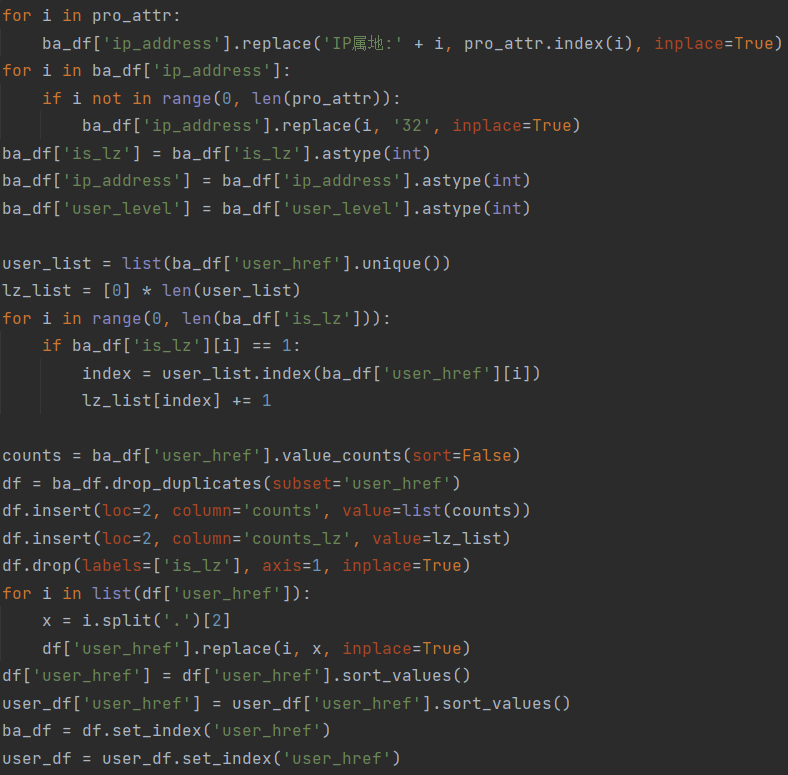 for i in pro_attr:
    ba_df['ip_address'].replace('IP属地:' + i, pro_attr.index(i), inplace=True)
for i in ba_df['ip_address']:
    if i not in range(0, len(pro_attr)):
        ba_df['ip_address'].replace(i, '32', inplace=True)
ba_df['is_lz'] = ba_df['is_lz'].astype(int)
ba_df['ip_address'] = ba_df['ip_address'].astype(int)
ba_df['user_level'] = ba_df['user_level'].astype(int)

user_list = list(ba_df['user_href'].unique())
lz_list = [0] * len(user_list)
for i in range(0, len(ba_df['is_lz'])):
    if ba_df['is_lz'][i] == 1:
        index = user_list.index(ba_df['user_href'][i])
        lz_list[index] += 1

counts = ba_df['user_href'].value_counts(sort=False)
df = ba_df.drop_duplicates(subset='user_href')
df.insert(loc=2, column='counts', value=list(counts))
df.insert(loc=2, column='counts_lz', value=lz_list)
df.drop(labels=['is_lz'], axis=1, inplace=True)
for i in list(df['user_href']):
    x = i.split('.')[2]
    df['user_href'].replace(i, x, inplace=True)
df['user_href'] = df['user_href'].sort_values()
user_df['user_href'] = user_df['user_href'].sort_values()
ba_df = df.set_index('user_href')
user_df = user_df.set_index('user_href')